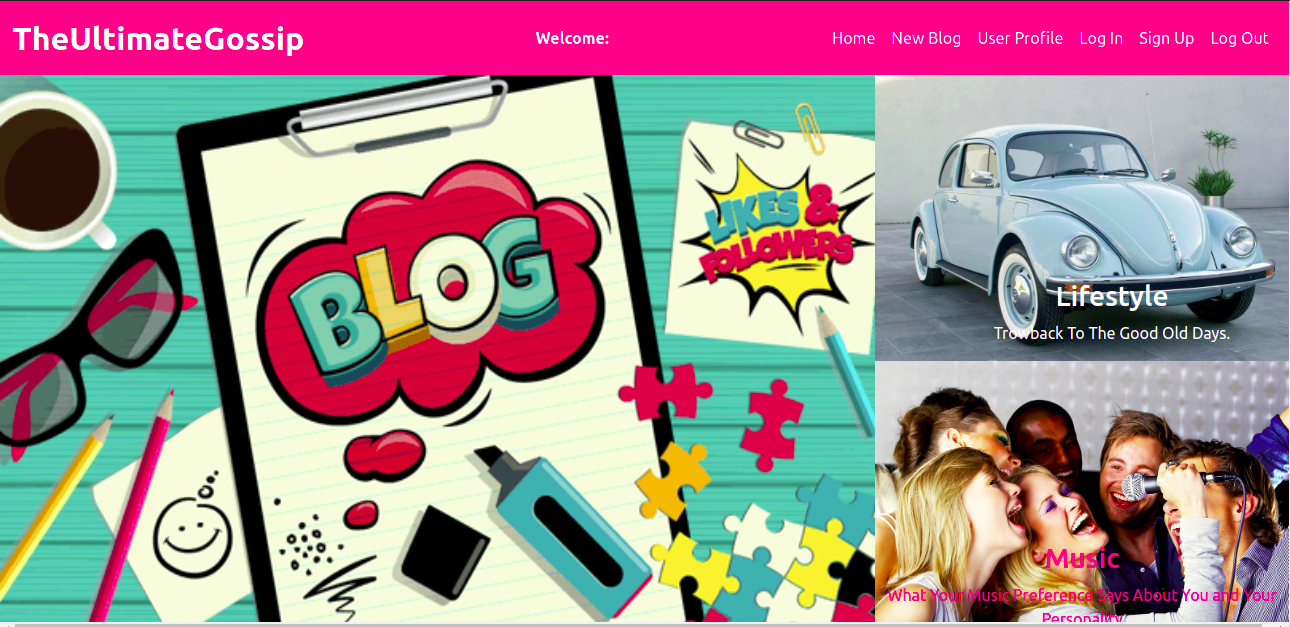 TheUltimateGossip
Welcome:
Home New Blog User Profile Log In Sign Up Log Out
BLOG
LIKES &
FOLLOWERS
Lifestyle
Trowback To The Good Old Days.
Music
What Your Music Preference Says About You and Your
Personality